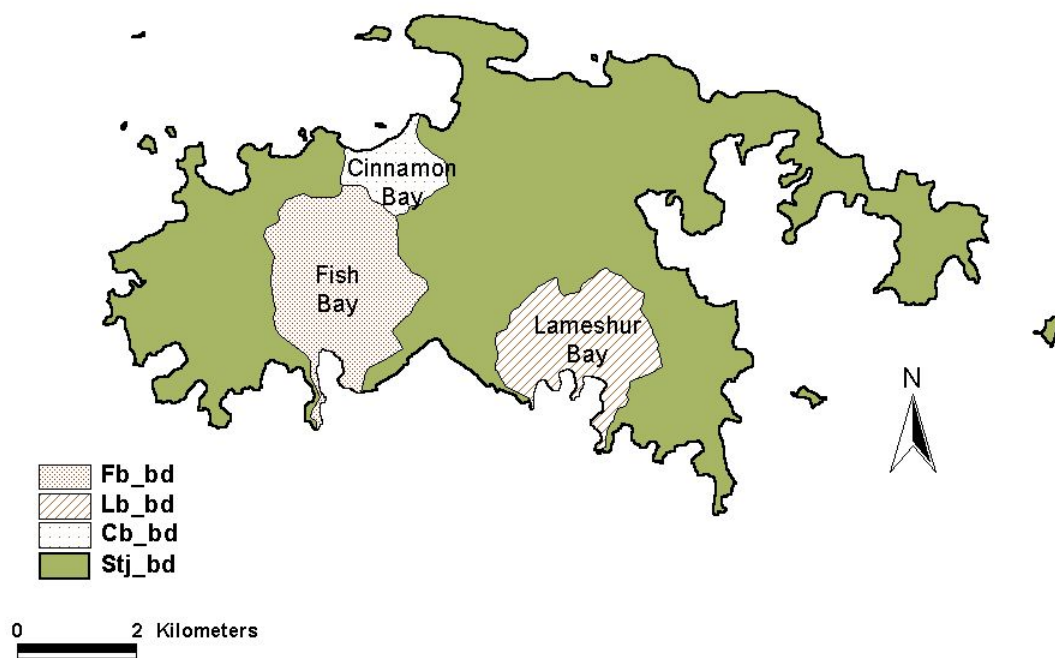 Cinnamon
Bay
Fish
Bay
Lameshur
Bay
N
Fb_bd
Lb_bd
Cb_bd
Stj_bd
0 2 Kilometers